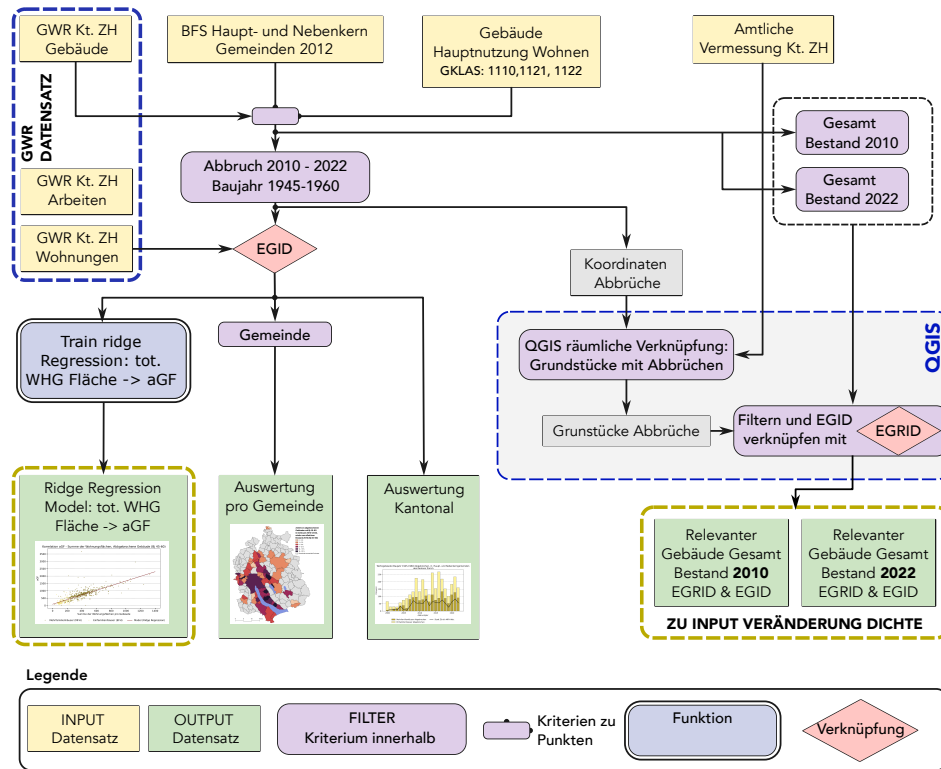 GWR Kt. ZH
Gebäude
BFS Haupt- und Nebenkern
Gemeinden 2012
Gebäude
Hauptnutzung Wohnen
GKLAS: 1110,1121, 1122
Amtliche
Vermessung Kt. ZH
GWR
DATENSATZ
Gesamt
Bestand 2010
Abbruch 2010 - 2022
Baujahr 1945-1960
GWR Kt. ZH
Arbeiten
Gesamt
Bestand 2022
GWR Kt. ZH
Wohnungen
EGID
Koordinaten
Abbrüche
Train ridge
Regression: tot.
WHG Fläche -> aGF
Gemeinde
QGIS räumliche Verknüpfung:
Grundstücke mit Abbrüchen
QGIS
Grunstücke Abbrüche
Filtern und EGID
verknüpfen mit
EGRID
Ridge Regression
Model: tot. WHG
Fläche -> aGF
Auswertung
pro Gemeinde
Auswertung
Kantonal
Relevanter
Gebäude Gesamt
Bestand 2010
EGRID & EGID
Relevanter
Gebäude Gesamt
Bestand 2022
EGRID & EGID
ZU INPUT VERÄNDERUNG DICHTE
Legende
INPUT
Datensatz
OUTPUT
Datensatz
FILTER
Kriterium innerhalb
Kriterien zu
Punkten
Funktion
Verknüpfung